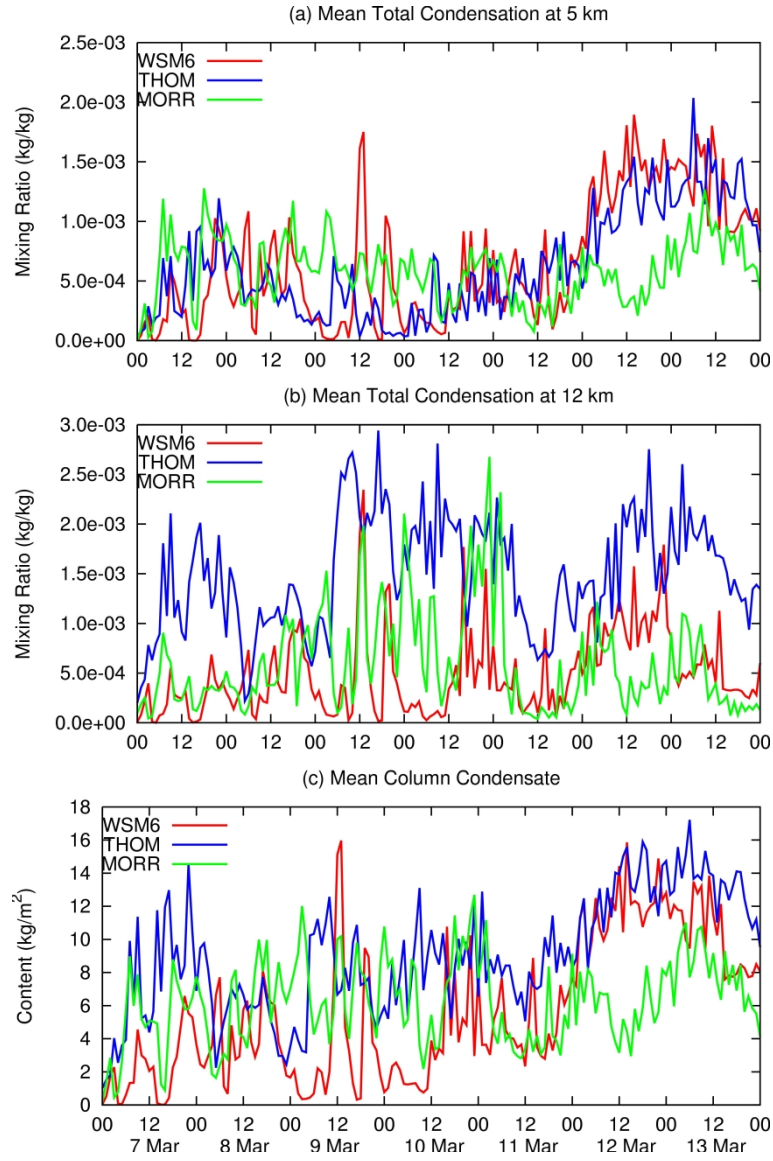 (a) Mean Total Condensation at 5 km
2.5e-03
WSM6
THOM
2.0e-03
MORR
1.5e-03
Mixing Ratio (kg/kg)
1.0e-03
5.0e-04
0.0e+00
00 12 00 12 00 12 00 12 00 12 00 12 00 12 00
(b) Mean Total Condensation at 12 km
3.0e-03
WSM6
THOM
2.5e-03
MORR
2.0e-03
Mixing Ratio (kg/kg)
1.5e-03
1.0e-03
5.0e-04
0.0e+00
00 12 00 12 00 12 00 12 00 12 00 12 00 12 00
(c) Mean Column Condensate
18
WSM6
16
THOM
MORR
14
12
10
Content (kg/m²)
8
6
4
2
0
00 12 00 12 00 12 00 12 00 12 00 12 00 12 00
7 Mar 8 Mar 9 Mar 10 Mar 11 Mar 12 Mar 13 Mar